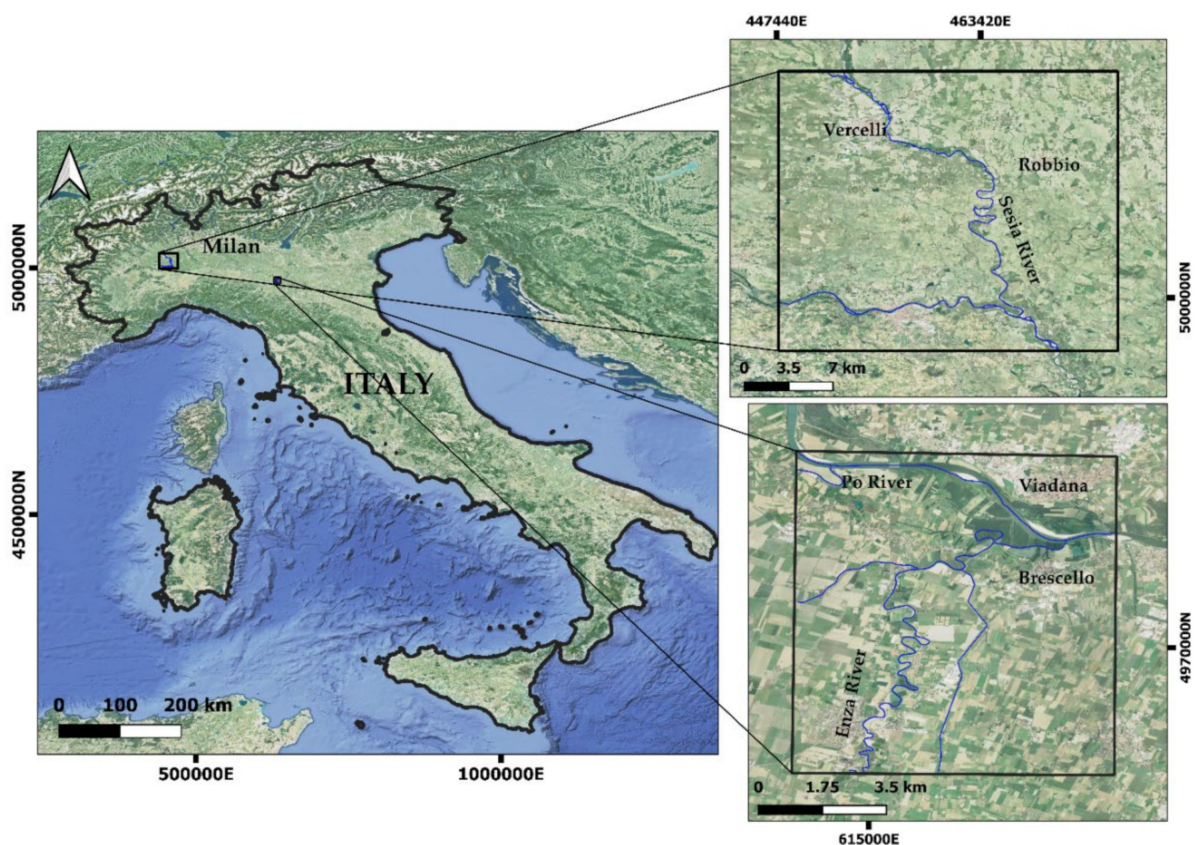 447440E
463420E
Vercelli
Robbio
Sesia River
5000000N
0 3.5 7 km
Milan
5000000N
ITALY
4500000N
0 100 200 km
500000E
1000000E
Po River
Viadana
Brescello
Enza River
4970000N
0 1.75 3.5 km
615000E